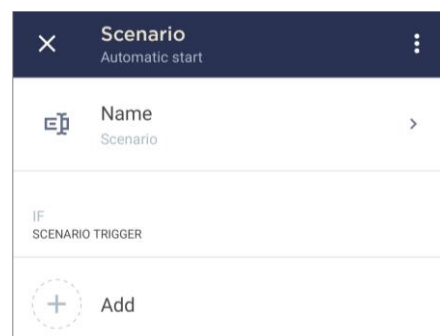 Scenario
Automatic start
Name
Scenario
IF
SCENARIO TRIGGER
Add